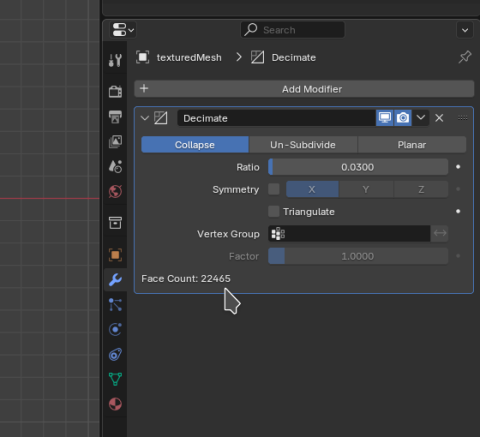 Search
texturedMesh > Decimate
+ Add Modifier
Decimate
Collapse Un-Subdivide Planar
Ratio 0.0300
Symmetry X Y Z
Triangulate
Vertex Group
Factor 1.0000
Face Count: 22465